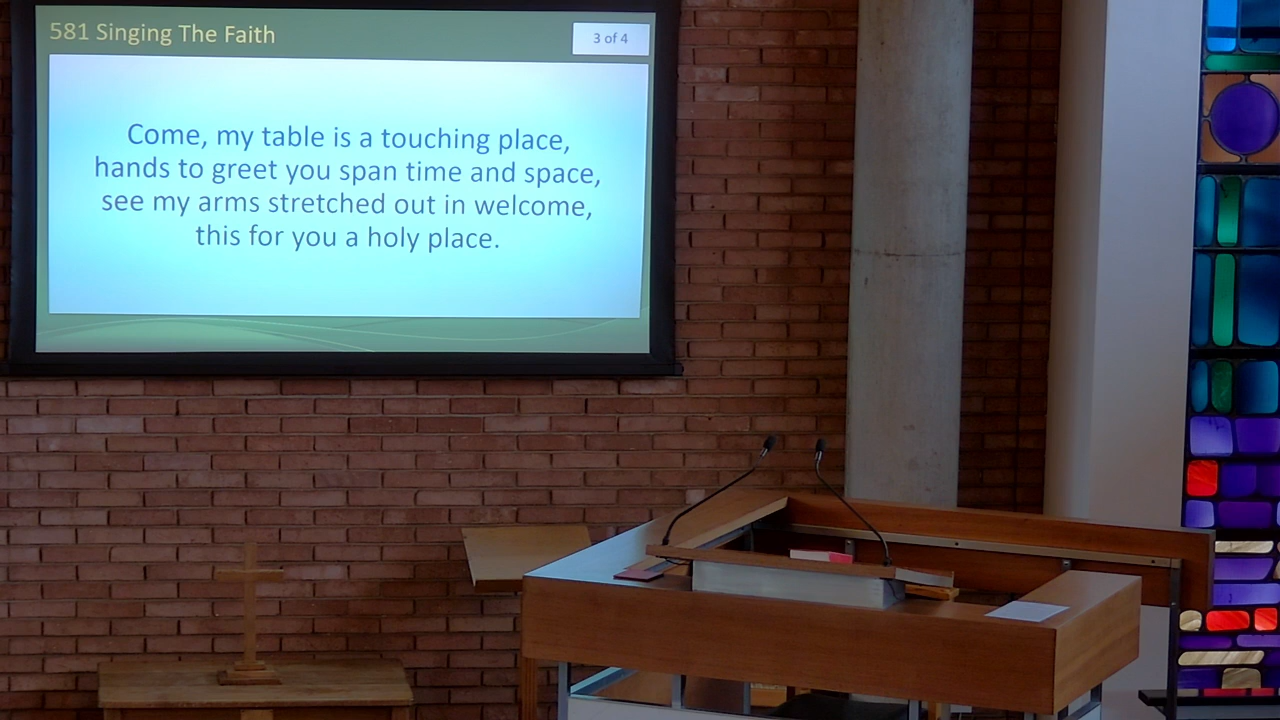 581 Singing The Faith
3 of 4
Come, my table is a touching place,
hands to greet you span time and space,
see my arms stretched out in welcome,
this for you a holy place.